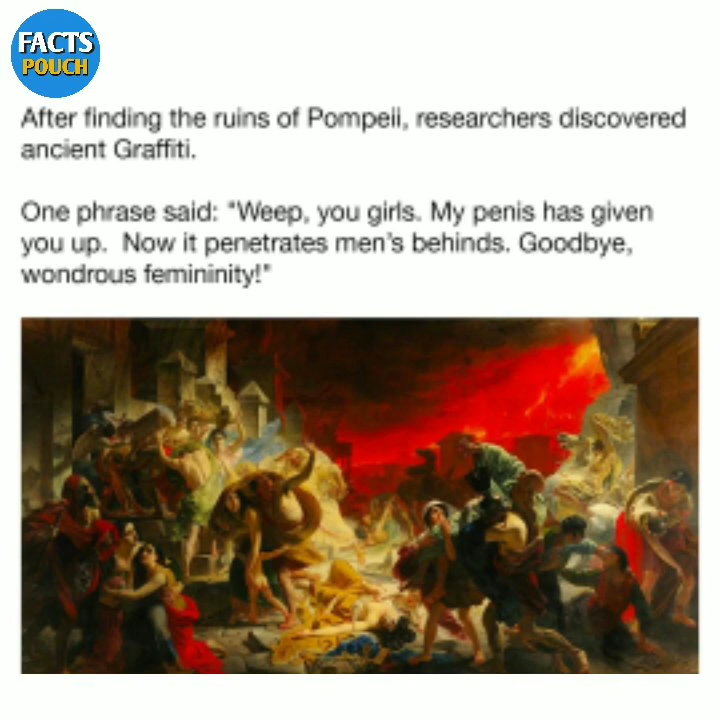 FACTS
POUCH
After finding the ruins of Pompeii, researchers discovered
ancient Graffiti.
One phrase said: "Weep, you girls. My penis has given
you up. Now it penetrates men's behinds. Goodbye,
wondrous femininity!"